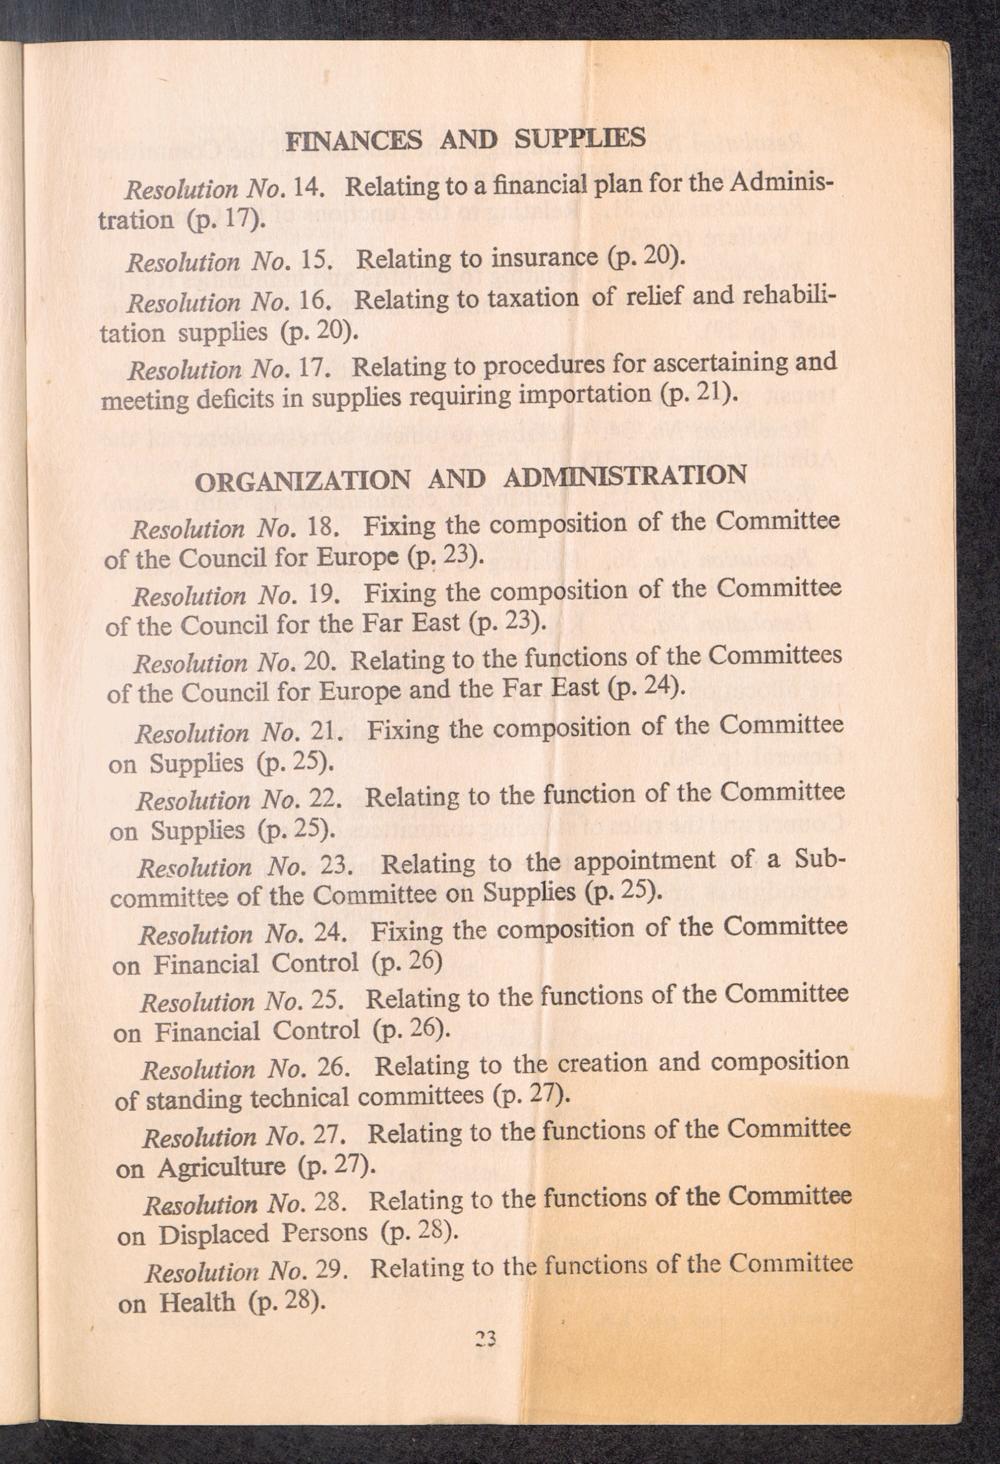 FINANCES AND SUPPLIES
Resolution No. 14. Relating to a financial plan for the Adminis-
tration (p. 17).
Resolution No. 15. Relating to insurance (p. 20).
Resolution No. 16. Relating to taxation of relief and rehabili-
tation supplies (p. 20).
Resolution No. 17. Relating to procedures for ascertaining and
meeting deficits in supplies requiring importation (p. 21).
ORGANIZATION AND ADMINISTRATION
Resolution No. 18. Fixing the composition of the Committee
of the Council for Europe (p. 23).
Resolution No. 19. Fixing the composition of the Committee
of the Council for the Far East (p. 23).
Resolution No. 20. Relating to the functions of the Committees
of the Council for Europe and the Far East (p. 24).
Resolution No. 21. Fixing the composition of the Committee
on Supplies (p. 25).
Resolution No. 22. Relating to the function of the Committee
on Supplies (p. 25).
Resolution No. 23. Relating to the appointment of a Sub-
committee of the Committee on Supplies (p. 25).
Resolution No. 24. Fixing the composition of the Committee
on Financial Control (p. 26)
Resolution No. 25. Relating to the functions of the Committee
on Financial Control (p. 26).
Resolution No. 26. Relating to the creation and composition
of standing technical committees (p. 27).
Resolution No. 27. Relating to the functions of the Committee
on Agriculture (p. 27).
Resolution No. 28. Relating to the functions of the Committee
on Displaced Persons (p. 28).
Resolution No. 29. Relating to the functions of the Committee
on Health (p. 28).
23